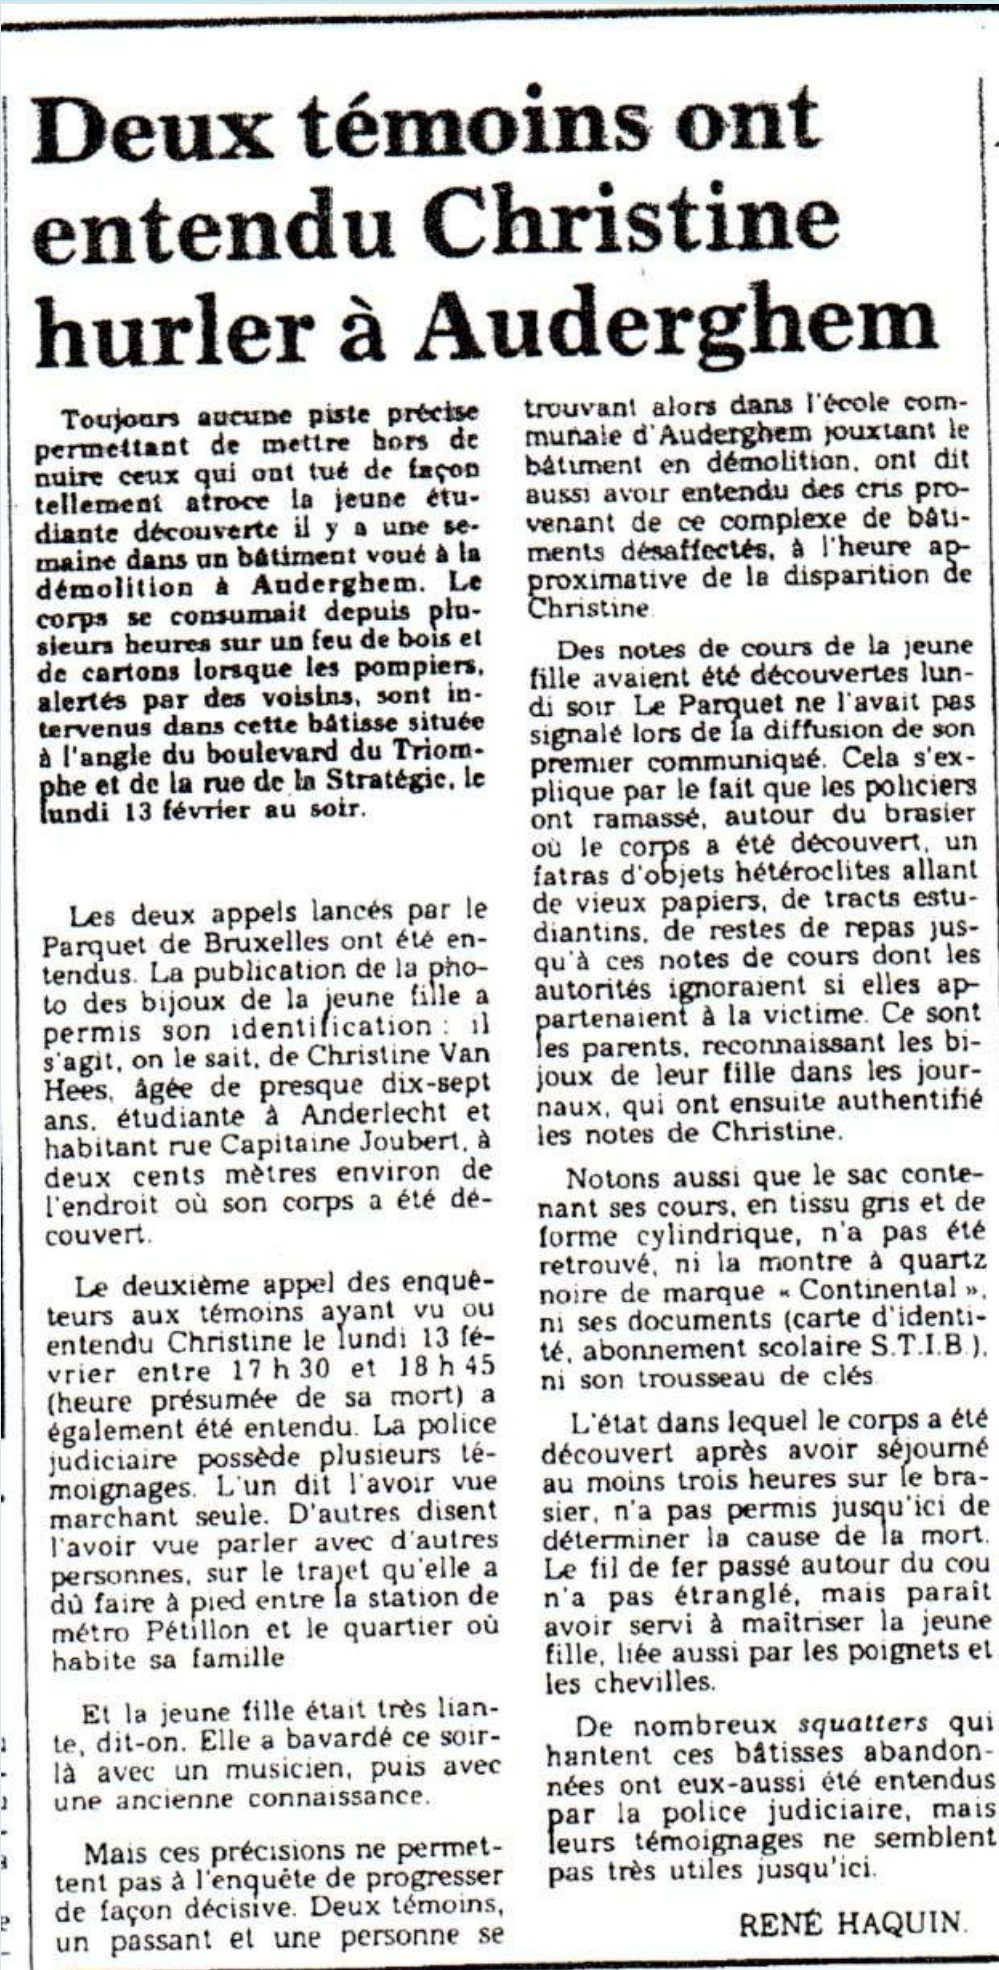 Deux témoins ont
entendu Christine
hurler à Auderghem
Toujours aucune piste précise
permettant de mettre hors de
nuire ceux qui ont tué de façon
tellement atroce la jeune étu-
diante découverte il y a une se-
maine dans un bâtiment voué à la
démolition à Auderghem. Le
corps se consumait depuis plu-
sieurs heures sur un feu de bois et
de cartons lorsque les pompiers,
alertés par des voisins, sont in-
tervenus dans cette bâtisse située
à l'angle du boulevard du Triom-
phe et de la rue de la Stratégie, le
lundi 13 février au soir.
Les deux appels lancés par le
Parquet de Bruxelles ont été en-
tendus. La publication de la pho-
to des bijoux de la jeune fille a
permis son identification : il
s'agit, on le sait, de Christine Van
Hees, âgée de presque dix-sept
ans, étudiante à Anderlecht et
habitant rue Capitaine Joubert, à
deux cents mètres environ de
l'endroit où son corps a été dé-
couvert.
Le deuxième appel des enquê-
teurs aux témoins ayant vu ou
entendu Christine le lundi 13 fé-
vrier entre 17 h 30 et 18 h 45
(heure présumée de sa mort) a
également été entendu. La police
judiciaire possède plusieurs té-
moignages. L'un dit l'avoir vue
marchant seule. D'autres disent
l'avoir vue parler avec d'autres
personnes, sur le trajet qu'elle a
dû faire à pied entre la station de
métro Pétillon et le quartier où
habite sa famille
Et la jeune fille était très lian-
te, dit-on. Elle a bavardé ce soir-
là avec un musicien, puis avec
une ancienne connaissance.
Mais ces précisions ne permet-
tent pas à l'enquête de progresser
de façon décisive. Deux témoins,
un passant et une personne se
trouvant alors dans l'école com-
munale d'Auderghem jouxtant le
bâtiment en démolition, ont dit
aussi avoir entendu des cris pro-
venant de ce complexe de bâti-
ments désaffectés, à l'heure ap-
proximative de la disparition de
Christine.
Des notes de cours de la jeune
fille avaient été découvertes lun-
di soir. Le Parquet ne l'avait pas
signalé lors de la diffusion de son
premier communiqué. Cela s'ex-
plique par le fait que les policiers
ont ramassé, autour du brasier
où le corps a été découvert, un
fatras d'objets hétéroclites allant
de vieux papiers, de tracts estu-
diantins, de restes de repas jus-
qu'à ces notes de cours dont les
autorités ignoraient si elles ap-
partenaient à la victime. Ce sont
les parents, reconnaissant les bi-
joux de leur fille dans les jour-
naux, qui ont ensuite authentifié
les notes de Christine.
Notons aussi que le sac conte-
nant ses cours, en tissu gris et de
forme cylindrique, n'a pas été
retrouvé, ni la montre à quartz
noire de marque « Continental »,
ni ses documents (carte d'identi-
té, abonnement scolaire S.T.I.B.),
ni son trousseau de clés.
L'état dans lequel le corps a été
découvert après avoir séjourné
au moins trois heures sur le bra-
sier, n'a pas permis jusqu'ici de
déterminer la cause de la mort.
Le fil de fer passé autour du cou
n'a pas étranglé, mais paraît
avoir servi à maîtriser la jeune
fille, liée aussi par les poignets et
les chevilles.
De nombreux squatters qui
hantent ces bâtisses abandon-
nées ont eux-aussi été entendus
par la police judiciaire, mais
leurs témoignages ne semblent
pas très utiles jusqu'ici.
RENÉ HAQUIN.